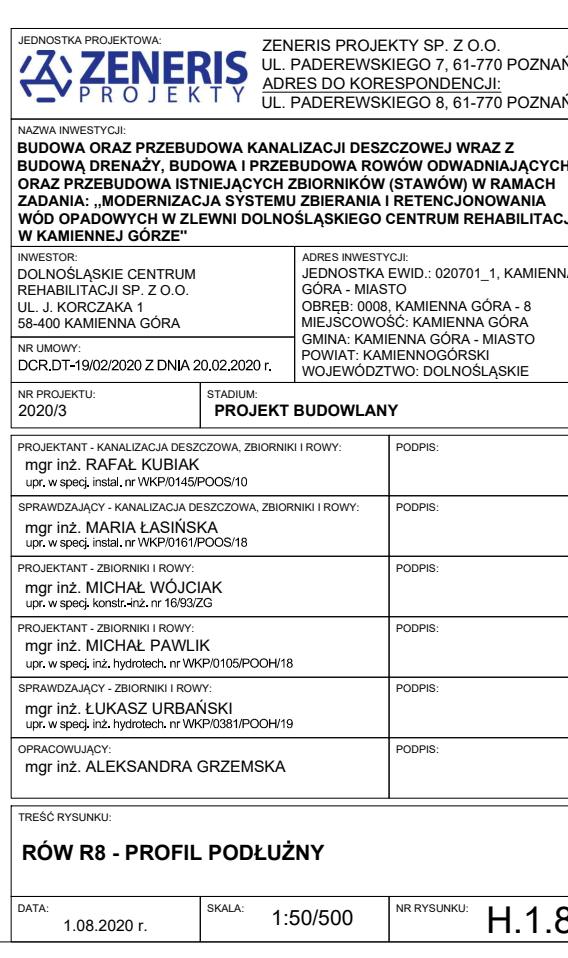 JEDNOSTKA PROJEKTOWA:
ZENERIS
PROJEKTY
ZENERIS PROJEKTY SP. Z O.O.
UL. PADEREWSKIEGO 7, 61-770 POZNAŃ
ADRES DO KORESPONDENCJI:
UL. PADEREWSKIEGO 8, 61-770 POZNAŃ
NAZWA INWESTYCJI:
BUDOWA ORAZ PRZEBUDOWA KANALIZACJI DESZCZOWEJ WRAZ Z
BUDOWĄ DRENAŻY, BUDOWA I PRZEBUDOWA ROWÓW ODWADNIAJĄCYCH
ORAZ PRZEBUDOWA ISTNIEJĄCYCH ZBIORNIKÓW (STAWÓW) W RAMACH
ZADANIA: ,,MODERNIZACJA SYSTEMU ZBIERANIA I RETENCJONOWANIA
WÓD OPADOWYCH W ZLEWNI DOLNOŚLĄSKIEGO CENTRUM REHABILITACJ
W KAMIENNEJ GÓRZE"
INWESTOR:
DOLNOŚLĄSKIE CENTRUM
REHABILITACJI SP. Z O.O.
UL. J. KORCZAKA 1
58-400 KAMIENNA GÓRA
NR UMOWY:
DCR.DT-19/02/2020 Z DNIA 20.02.2020 r.
ADRES INWESTYCJI:
JEDNOSTKA EWID.: 020701_1, KAMIENNA
GÓRA - MIASTO
OBRĘB: 0008, KAMIENNA GÓRA - 8
MIEJSCOWOŚĆ: KAMIENNA GÓRA
GMINA: KAMIENNA GÓRA - MIASTO
POWIAT: KAMIENNOGÓRSKI
WOJEWÓDZTWO: DOLNOŚLĄSKIE
NR PROJEKTU:
2020/3
STADIUM:
PROJEKT BUDOWLANY
PROJEKTANT - KANALIZACJA DESZCZOWA, ZBIORNIKI I ROWY:
mgr inż. RAFAŁ KUBIAK
upr. w specj. instal. nr WKP/0145/POOS/10
PODPIS:
SPRAWDZAJĄCY - KANALIZACJA DESZCZOWA, ZBIORNIKI I ROWY:
mgr inż. MARIA ŁASIŃSKA
upr. w specj. instal. nr WKP/0161/POOS/18
PODPIS:
PROJEKTANT - ZBIORNIKI I ROWY:
mgr inż. MICHAŁ WÓJCIAK
upr. w specj. konstr.-inż. nr 16/93/ZG
PODPIS:
PROJEKTANT - ZBIORNIKI I ROWY:
mgr inż. MICHAŁ PAWLIK
upr. w specj. inż. hydrotech. nr WKP/0105/POOH/18
PODPIS:
SPRAWDZAJĄCY - ZBIORNIKI I ROWY:
mgr inż. ŁUKASZ URBAŃSKI
upr. w specj. inż. hydrotech. nr WKP/0381/POOH/19
PODPIS:
OPRACOWUJĄCY:
mgr inż. ALEKSANDRA GRZEMSKA
PODPIS:
TREŚĆ RYSUNKU:
RÓW R8 - PROFIL PODŁUŻNY
DATA:
1.08.2020 r.
SKALA:
1:50/500
NR RYSUNKU:
H.1.8